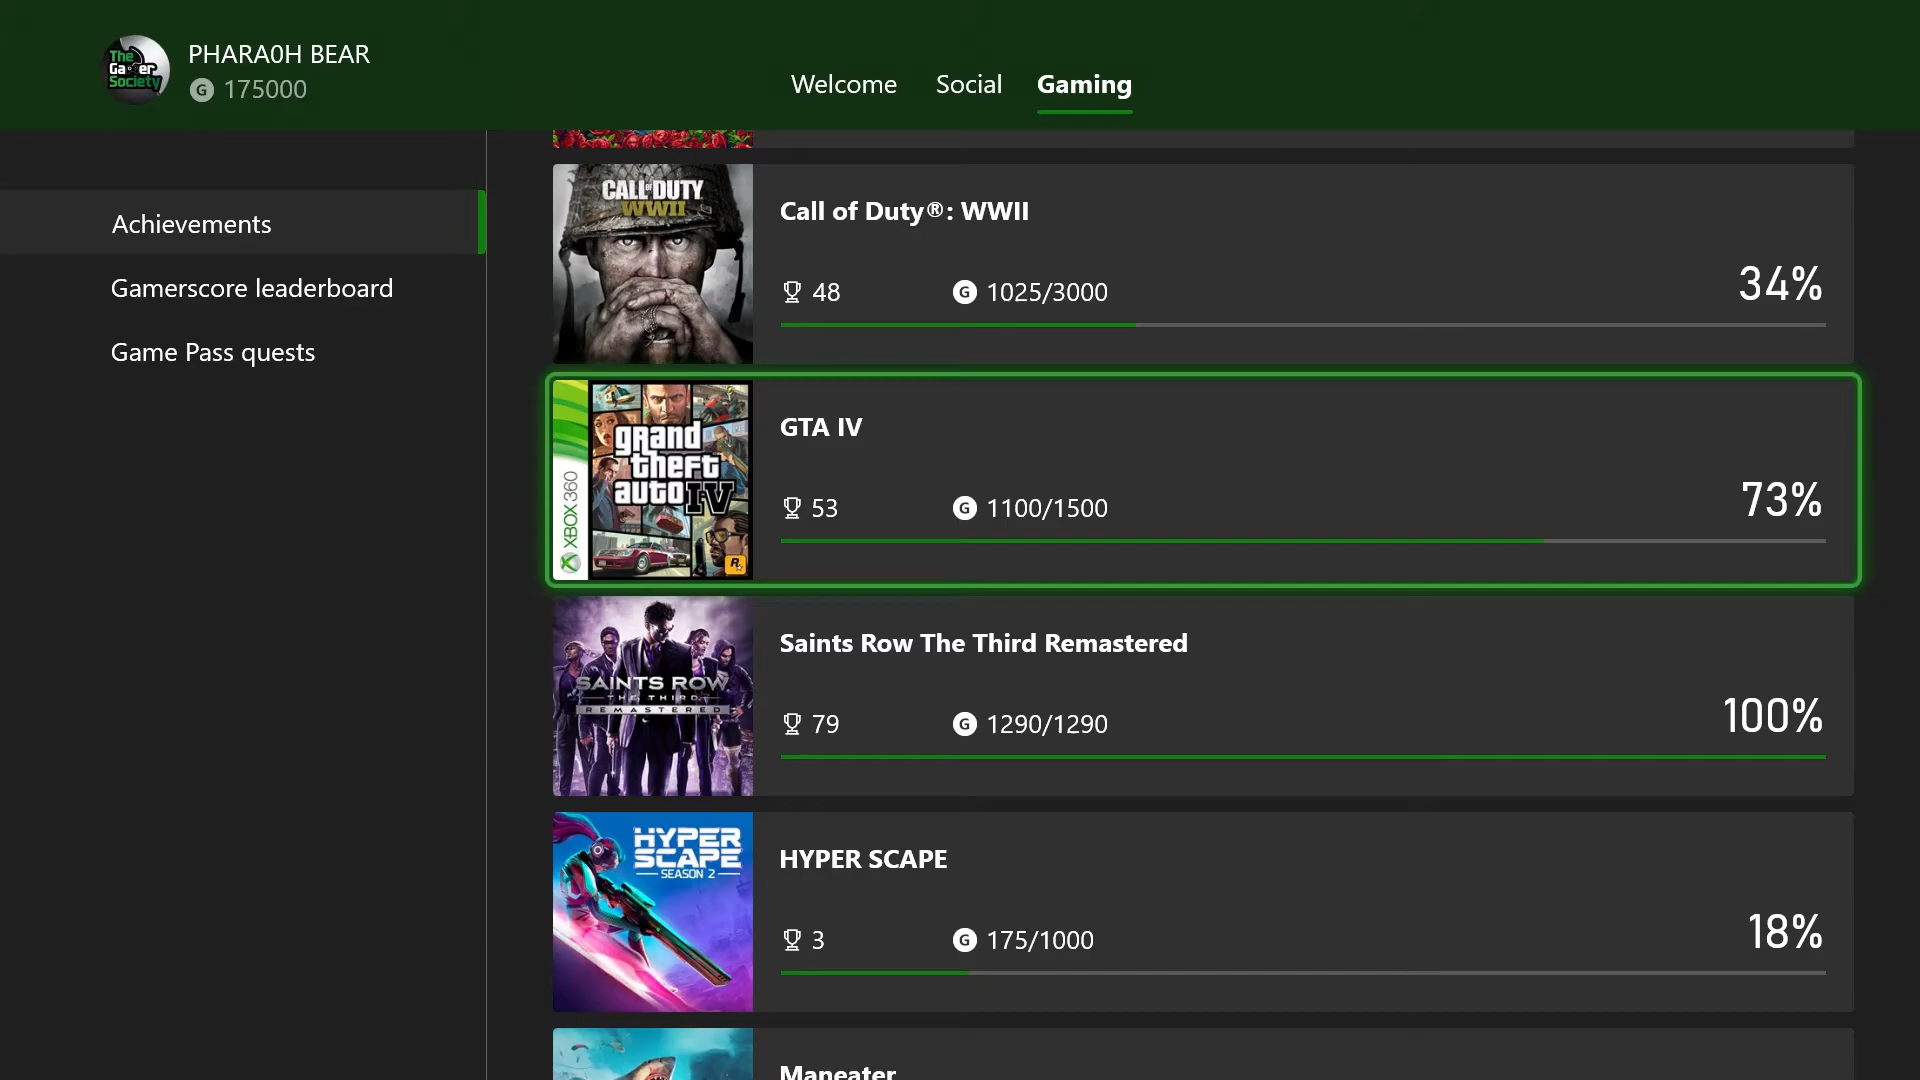 The
Gamer
Society
PHARA0H BEAR
G 175000
Welcome
Social
Gaming
Achievements
Gamerscore leaderboard
Game Pass quests
CALL OF DUTY
WWII
Call of Duty®: WWII
48
G 1025/3000
34%
XBOX 360
grand
theft
auto IV
R
GTA IV
53
G 1100/1500
73%
SAINTS ROW
THE THIRD
REMASTERED
Saints Row The Third Remastered
79
G 1290/1290
100%
HYPER
SCAPE
SEASON 2
HYPER SCAPE
3
G 175/1000
18%
Maneater